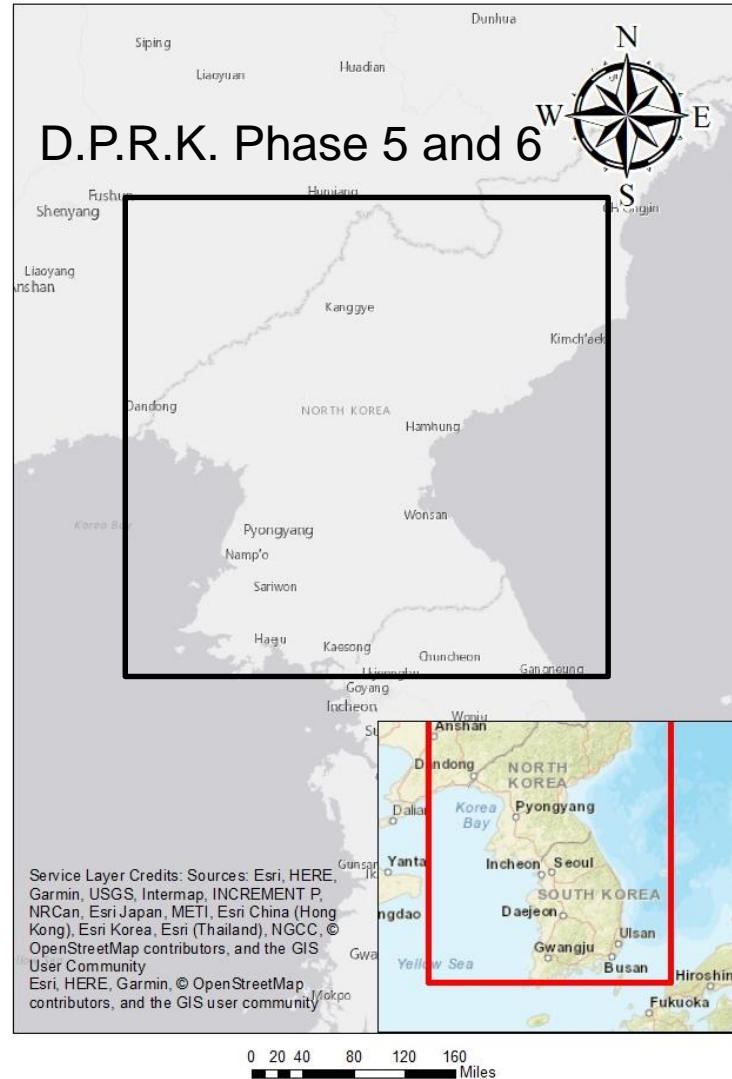 Dunhua
Siping
Huadian
Liaoyuan
N
W
E
S
D.P.R.K. Phase 5 and 6
Fushun
Hunjiang
Shenyang
Liaoyang
Kanggye
Kimch'aek
Dandong
NORTH KOREA
Hamhung
Wonsan
Korea Bay
Pyongyang
Namp'o
Sariwon
Haeju
Kaesong
Chuncheon
Gangneung
Goyang
Incheon
Wonju
Anshan
Dandong
NORTH
KOREA
Korea
Bay
Pyongyang
Incheon
Seoul
SOUTH KOREA
Daejeon
Ulsan
Gwangju
Busan
Yellow Sea
Fukuoka
Service Layer Credits: Sources: Esri, HERE,
Garmin, USGS, Intermap, INCREMENT P,
NRCan, Esri Japan, METI, Esri China (Hong
Kong), Esri Korea, Esri (Thailand), NGCC, ©
OpenStreetMap contributors, and the GIS
User Community
Esri, HERE, Garmin, © OpenStreetMap
contributors, and the GIS user community
Mokpo
0 20 40 80 120 160
Miles